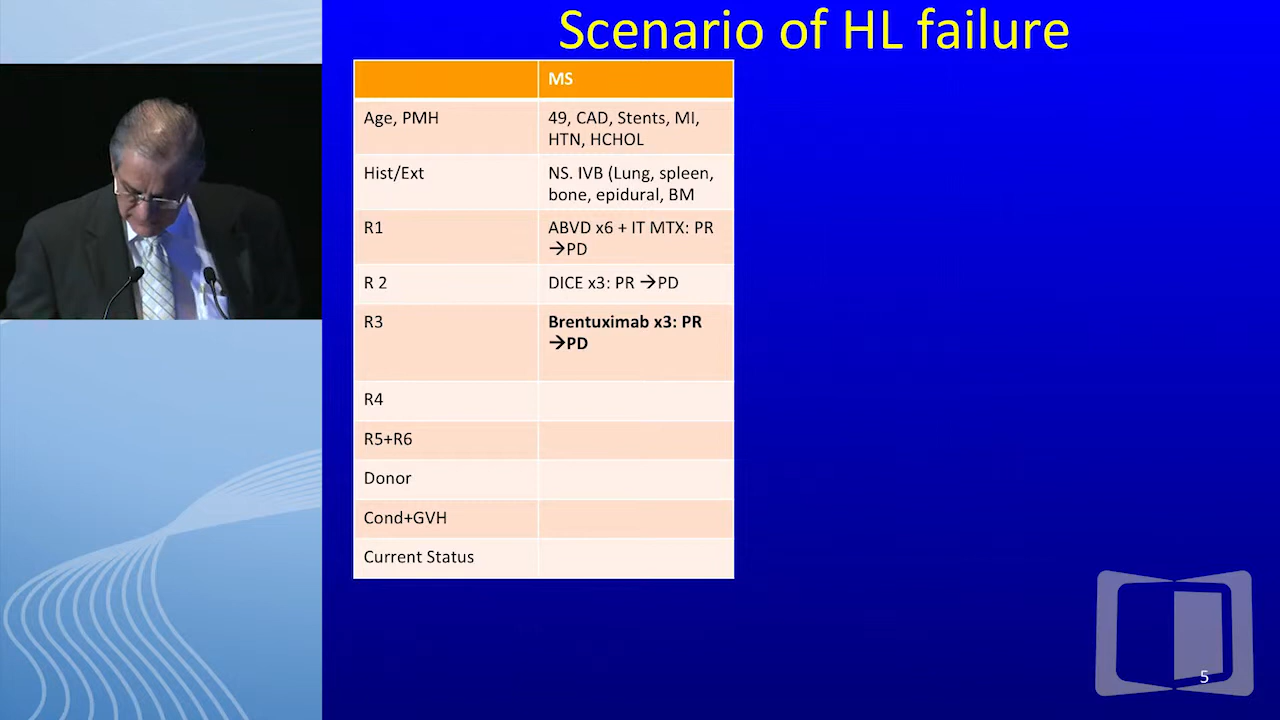 Scenario of HL failure
MS
Age, PMH
49, CAD, Stents, MI,
HTN, HCHOL
Hist/Ext
NS. IVB (Lung, spleen,
bone, epidural, BM
R1
ABVD x6 + IT MTX: PR
→PD
R 2
DICE x3: PR →PD
R3
Brentuximab x3: PR
→PD
R4
R5+R6
Donor
Cond+GVH
Current Status
5